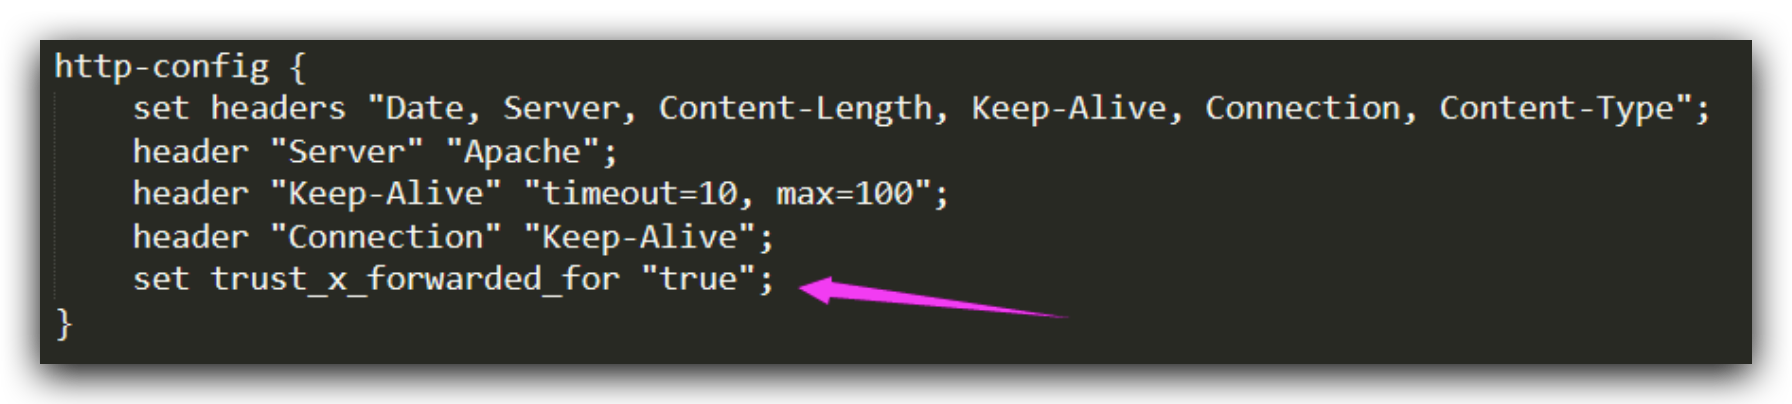 http-config {
    set headers "Date, Server, Content-Length, Keep-Alive, Connection, Content-Type";
    header "Server" "Apache";
    header "Keep-Alive" "timeout=10, max=100";
    header "Connection" "Keep-Alive";
    set trust_x_forwarded_for "true";
}